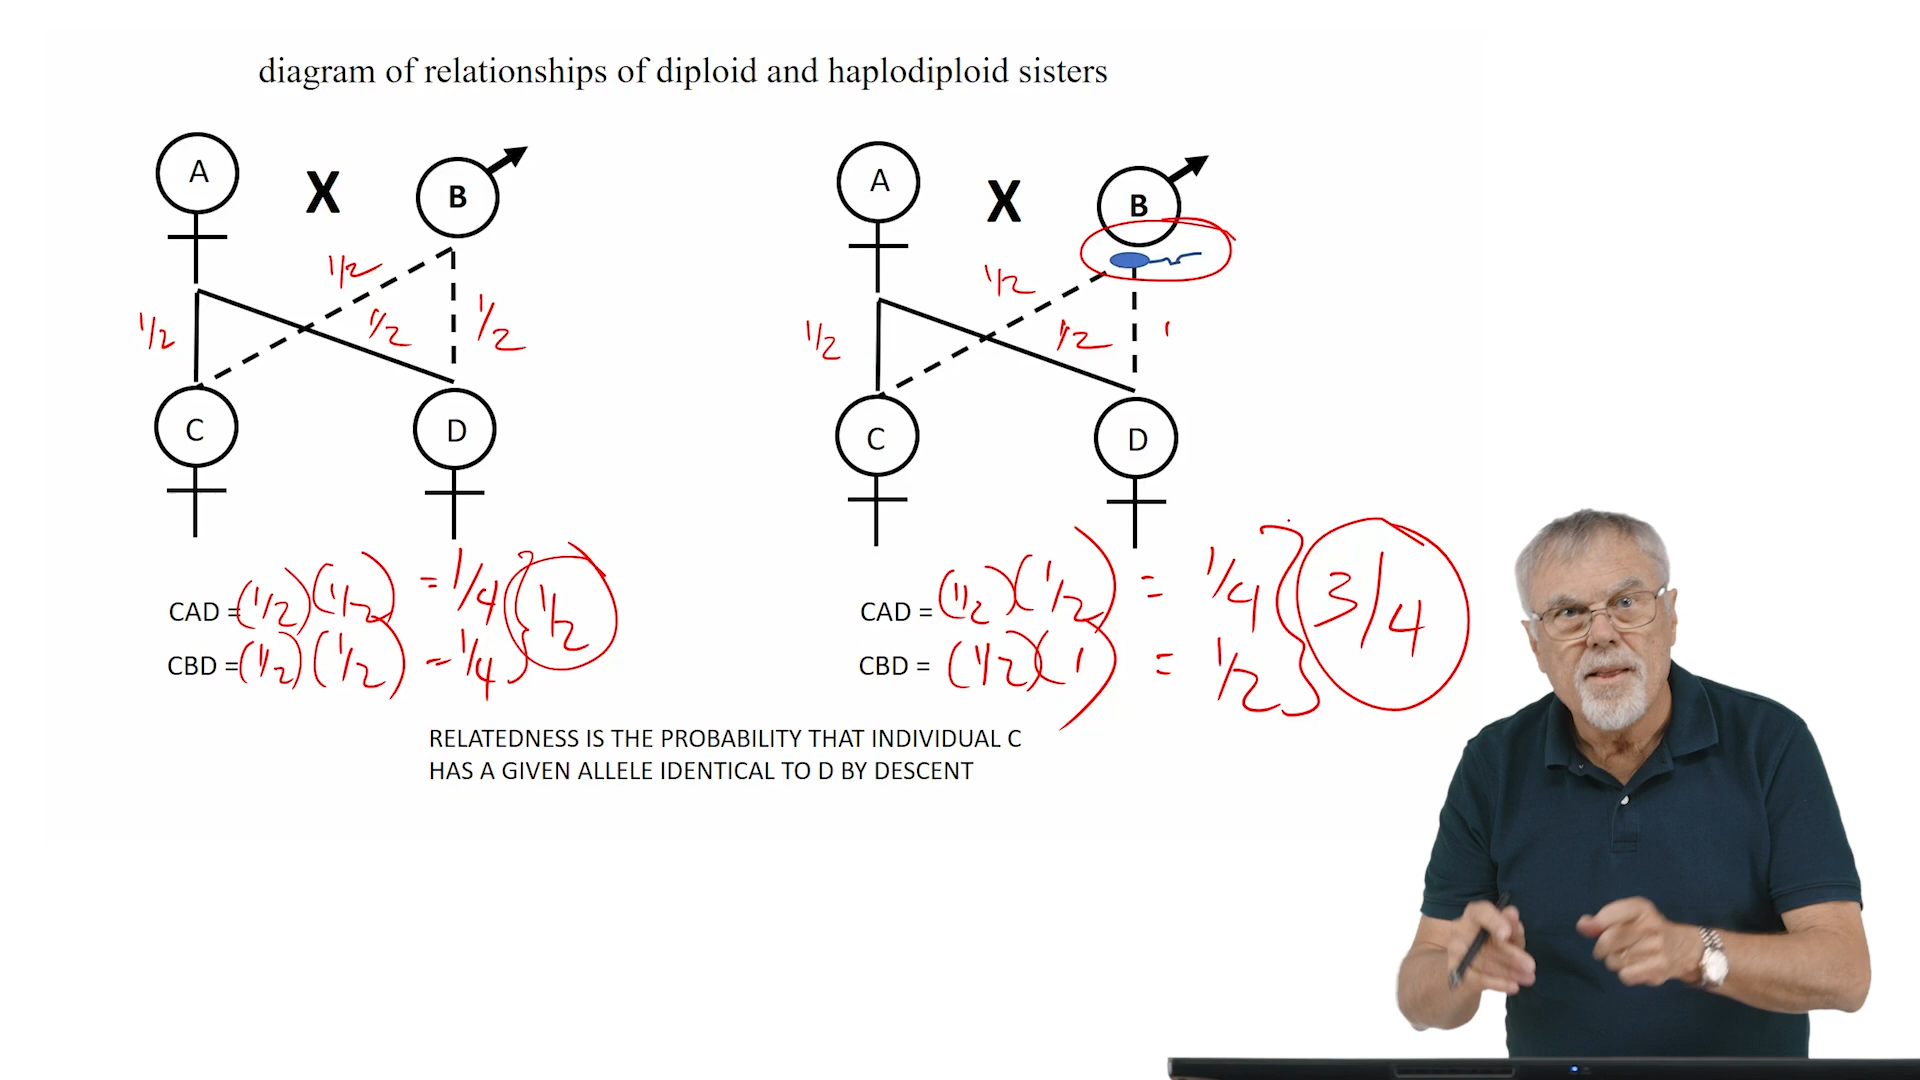 diagram of relationships of diploid and haplodiploid sisters
A X B
1/2
1/2 1/2 1/2
C D
CAD = (1/2)(1/2) = 1/4
CBD = (1/2)(1/2) = 1/4 } 1/2
A X B
1/2
1/2 1/2 1
C D
CAD = (1/2)(1/2) = 1/4
CBD = (1/2)(1) = 1/2 } 3/4
RELATEDNESS IS THE PROBABILITY THAT INDIVIDUAL C
HAS A GIVEN ALLELE IDENTICAL TO D BY DESCENT